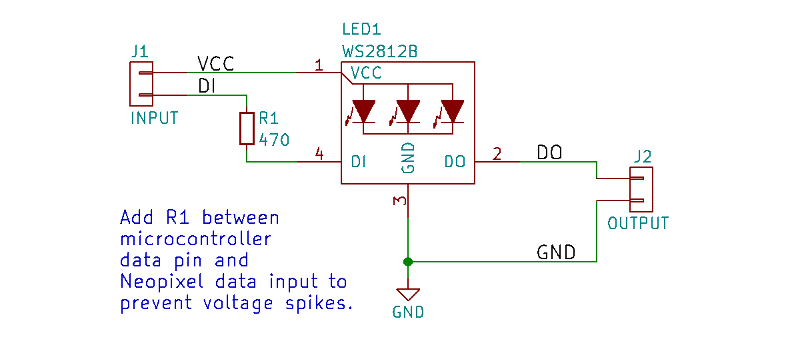 LED1
WS2812B
J1
VCC
1
VCC
DI
INPUT
R1
470
4
DI
GND
DO
2
DO
J2
3
OUTPUT
GND
GND
Add R1 between
microcontroller
data pin and
Neopixel data input to
prevent voltage spikes.